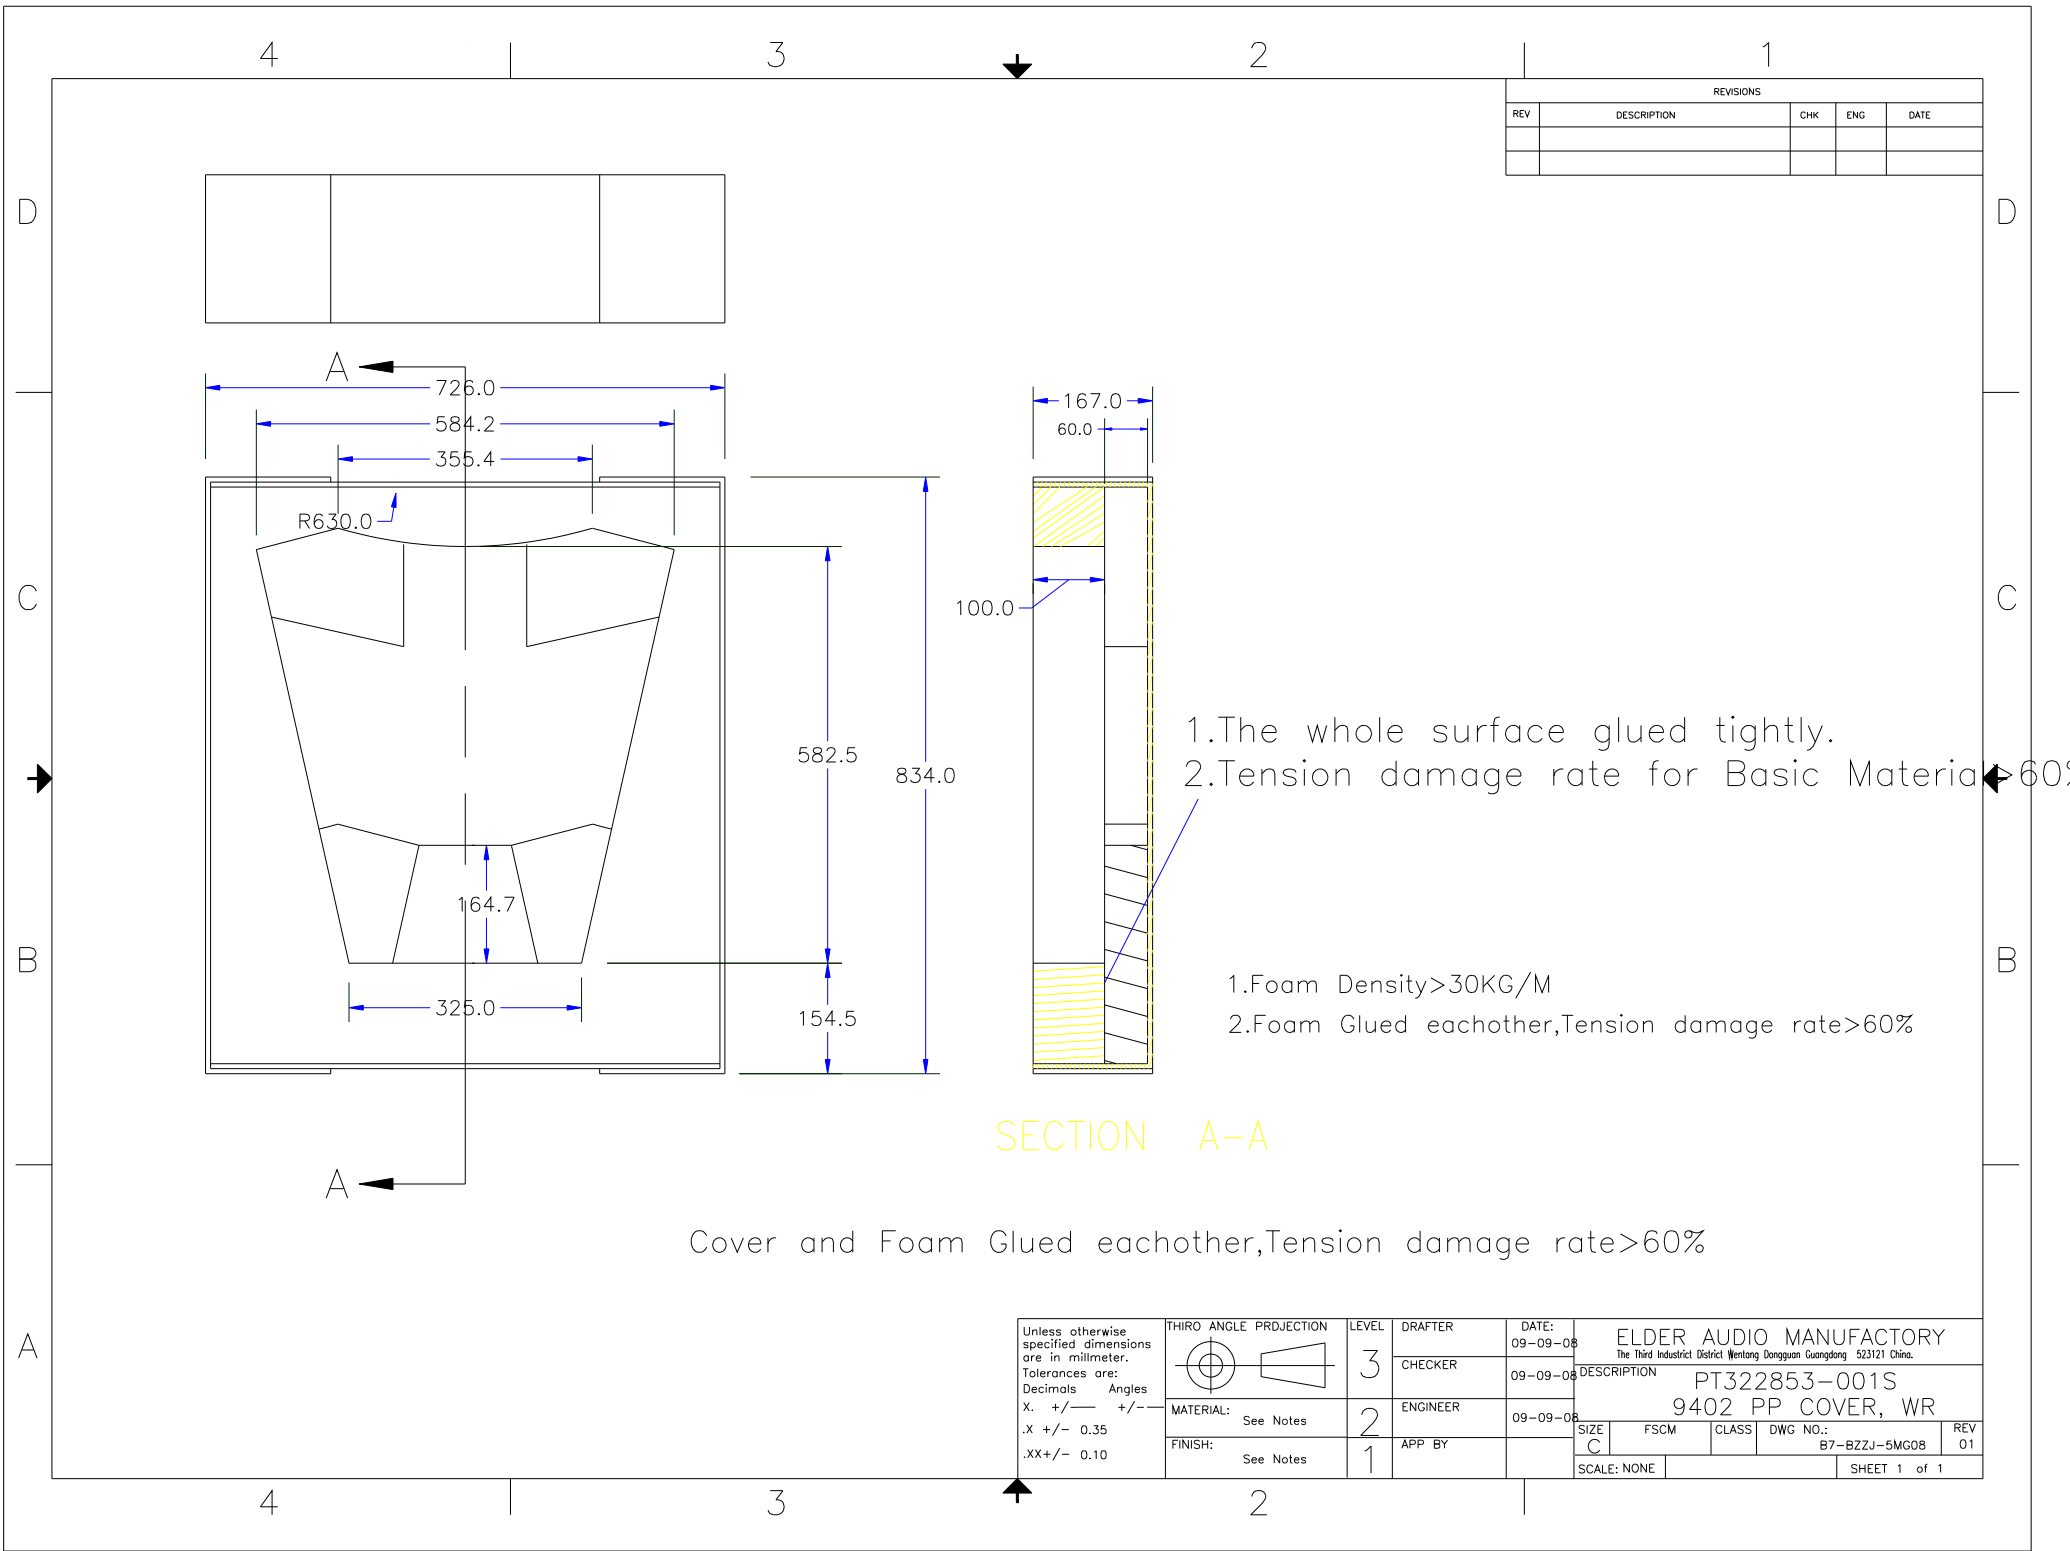 4 3 2 1
REVISIONS
REV DESCRIPTION CHK ENG DATE
D D
A
726.0
584.2
355.4
R630.0
167.0
60.0
C C
100.0
1.The whole surface glued tightly.
2.Tension damage rate for Basic Material>60%
582.5
834.0
164.7
B B
1.Foam Density>30KG/M
2.Foam Glued eachother,Tension damage rate>60%
325.0
154.5
SECTION A-A
A
Cover and Foam Glued eachother,Tension damage rate>60%
A
Unless otherwise
specified dimensions
are in millmeter.
Tolerances are:
Decimals Angles
X. +/-— +/-—
.X +/- 0.35
.XX+/- 0.10
THIRO ANGLE PRDJECTION
MATERIAL: See Notes
FINISH: See Notes
LEVEL
3
2
1
DRAFTER
CHECKER
ENGINEER
APP BY
DATE:
09-09-08
09-09-08
09-09-08
ELDER AUDIO MANUFACTORY
The Third Industrict District Wentang Dongguan Guangdong 523121 China.
DESCRIPTION
PT322853-001S
9402 PP COVER, WR
SIZE FSCM CLASS DWG NO.: REV
C B7-BZZJ-5MG08 01
SCALE: NONE SHEET 1 of 1
4 3 2